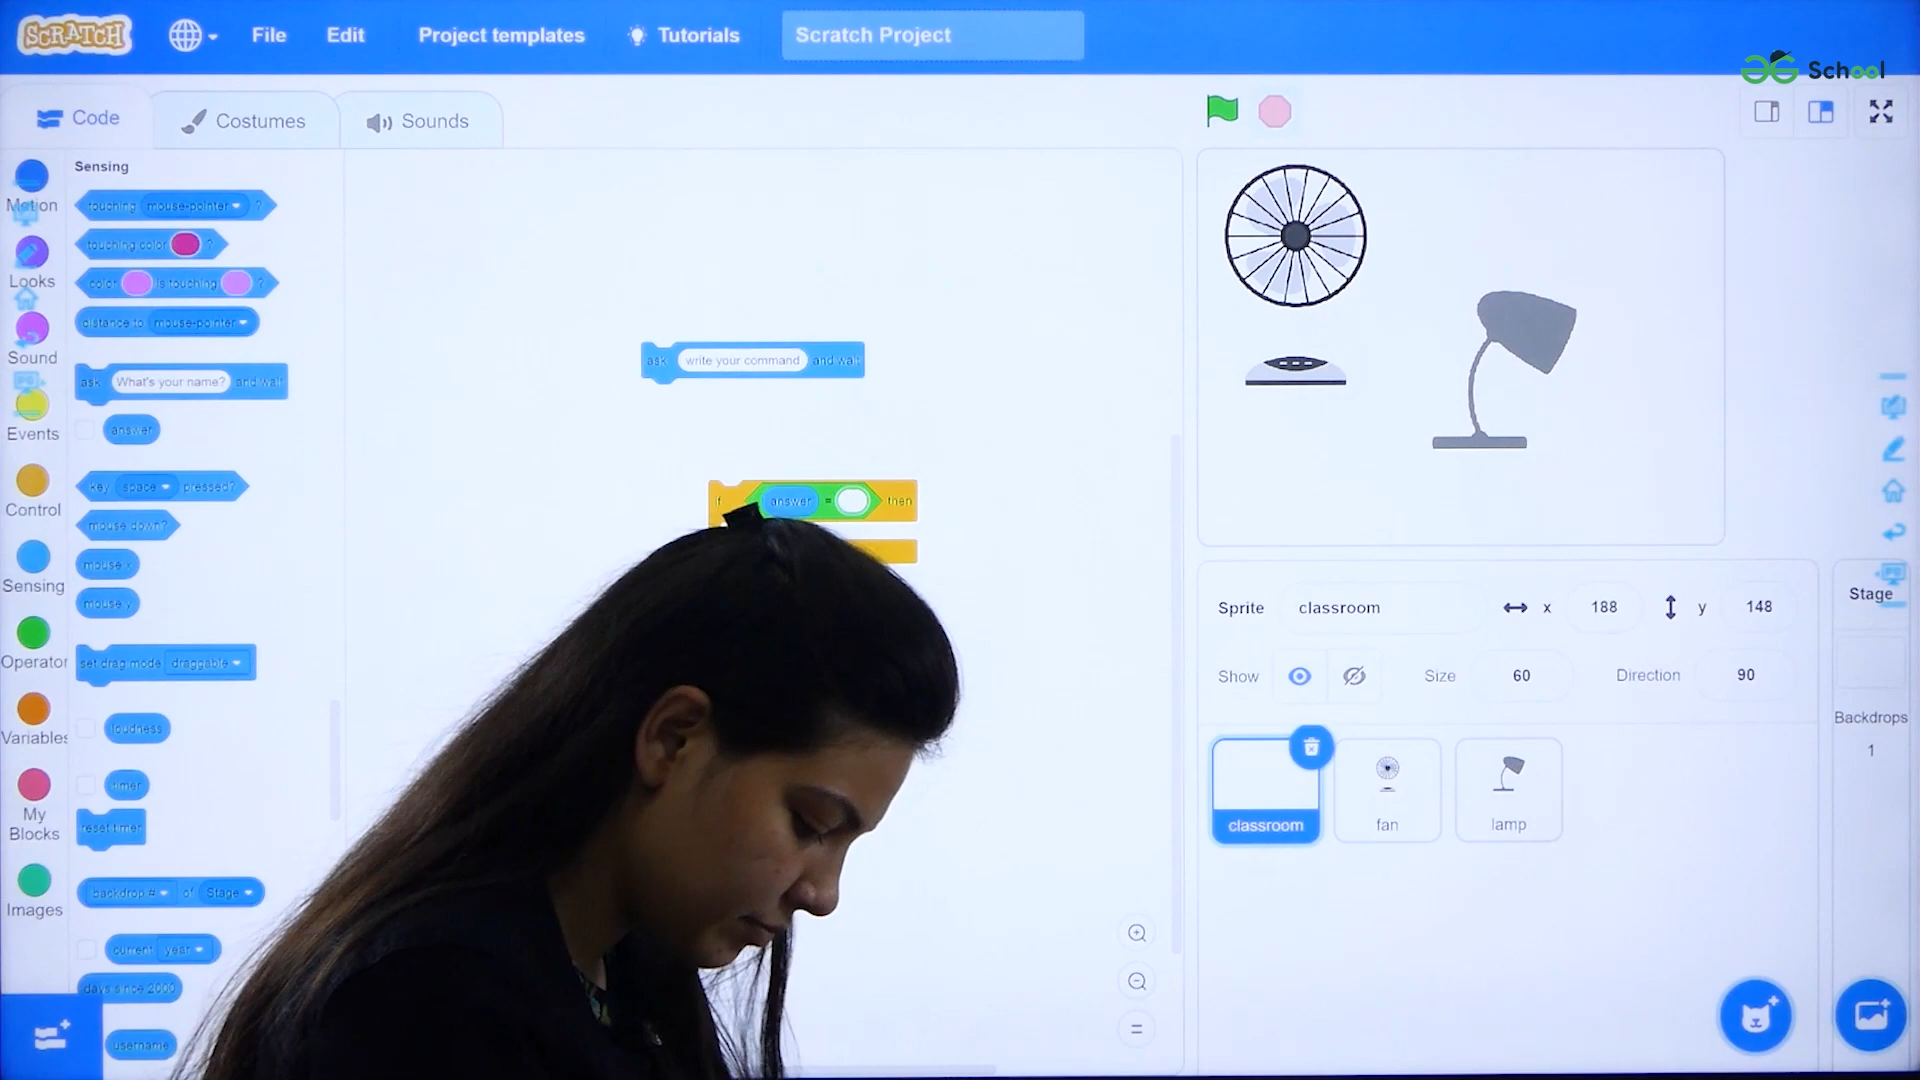 SCRATCH
File
Edit
Project templates
Tutorials
Scratch Project
School
Code
Costumes
Sounds
Motion
Looks
Sound
Events
Control
Sensing
Operator
Variables
My
Blocks
Images
Sensing
touching mouse-pointer ?
touching color ?
color is touching ?
distance to mouse-pointer
ask What's your name? and wait
answer
key space pressed?
mouse down?
mouse x
mouse y
set drag mode draggable
loudness
timer
reset timer
backdrop # of Stage
current year
days since 2000
username
ask write your command and wait
if answer = then
Sprite classroom x 188 y 148
Show Size 60 Direction 90
classroom
fan
lamp
Stage
Backdrops
1